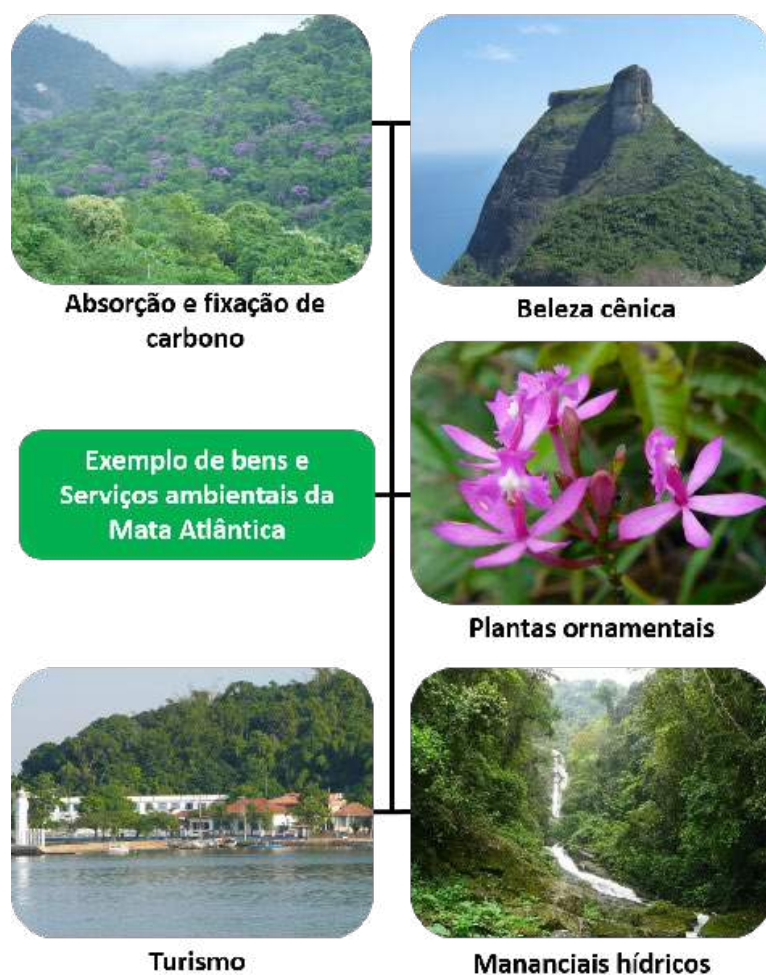 Absorção e fixação de
carbono
Beleza cênica
Exemplo de bens e
Serviços ambientais da
Mata Atlântica
Plantas ornamentais
Turismo
Mananciais hídricos